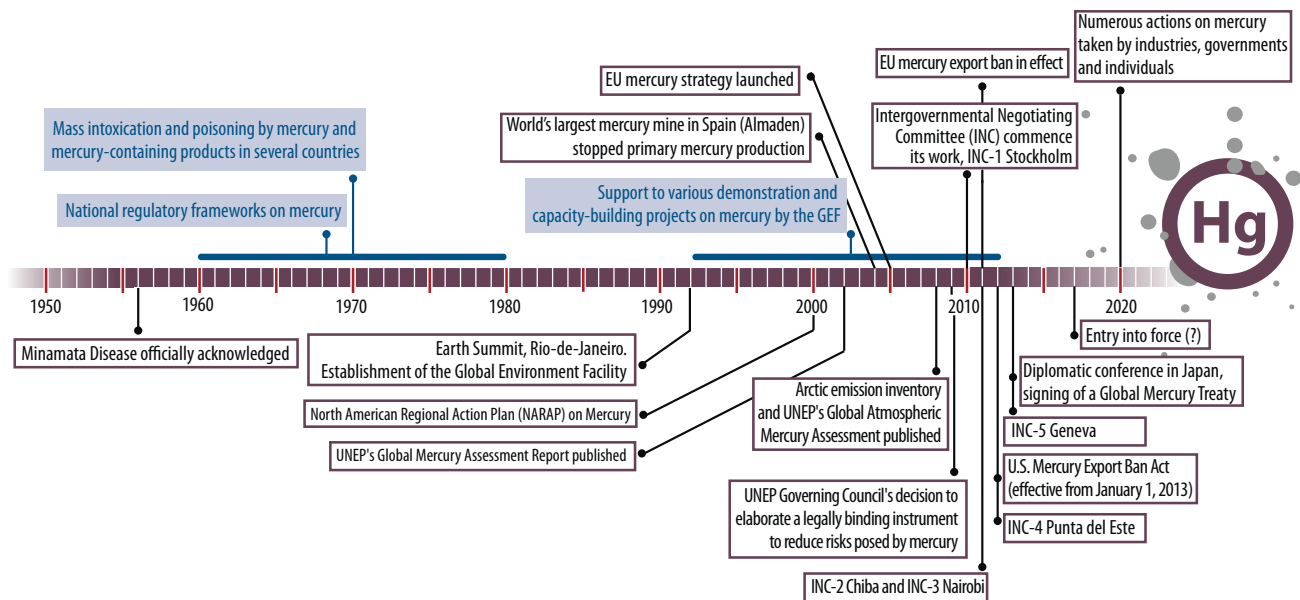 Numerous actions on mercury
taken by industries, governments
and individuals
EU mercury export ban in effect
EU mercury strategy launched
Intergovernmental Negotiating
Committee (INC) commence
its work, INC-1 Stockholm
World's largest mercury mine in Spain (Almaden)
stopped primary mercury production
Mass intoxication and poisoning by mercury and
mercury-containing products in several countries
National regulatory frameworks on mercury
Support to various demonstration and
capacity-building projects on mercury by the GEF
Hg
1950
1960
1970
1980
1990
2000
2010
2020
Minamata Disease officially acknowledged
Earth Summit, Rio-de-Janeiro.
Establishment of the Global Environment Facility
North American Regional Action Plan (NARAP) on Mercury
UNEP's Global Mercury Assessment Report published
Arctic emission inventory
and UNEP's Global Atmospheric
Mercury Assessment published
UNEP Governing Council's decision to
elaborate a legally binding instrument
to reduce risks posed by mercury
INC-2 Chiba and INC-3 Nairobi
Entry into force (?)
Diplomatic conference in Japan,
signing of a Global Mercury Treaty
INC-5 Geneva
U.S. Mercury Export Ban Act
(effective from January 1, 2013)
INC-4 Punta del Este